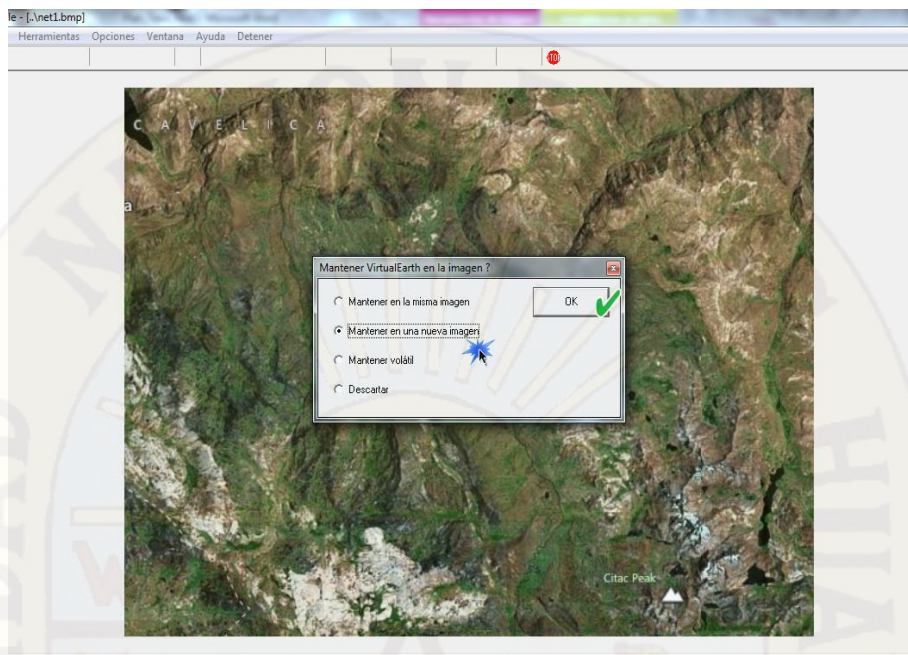 le - [..\net1.bmp]
Herramientas Opciones Ventana Ayuda Detener
STOP
C A V E L I C A
a
Mantener VirtualEarth en la imagen ?
Mantener en la misma imagen
OK
Mantener en una nueva imagen
Mantener volátil
Descartar
Citac Peak